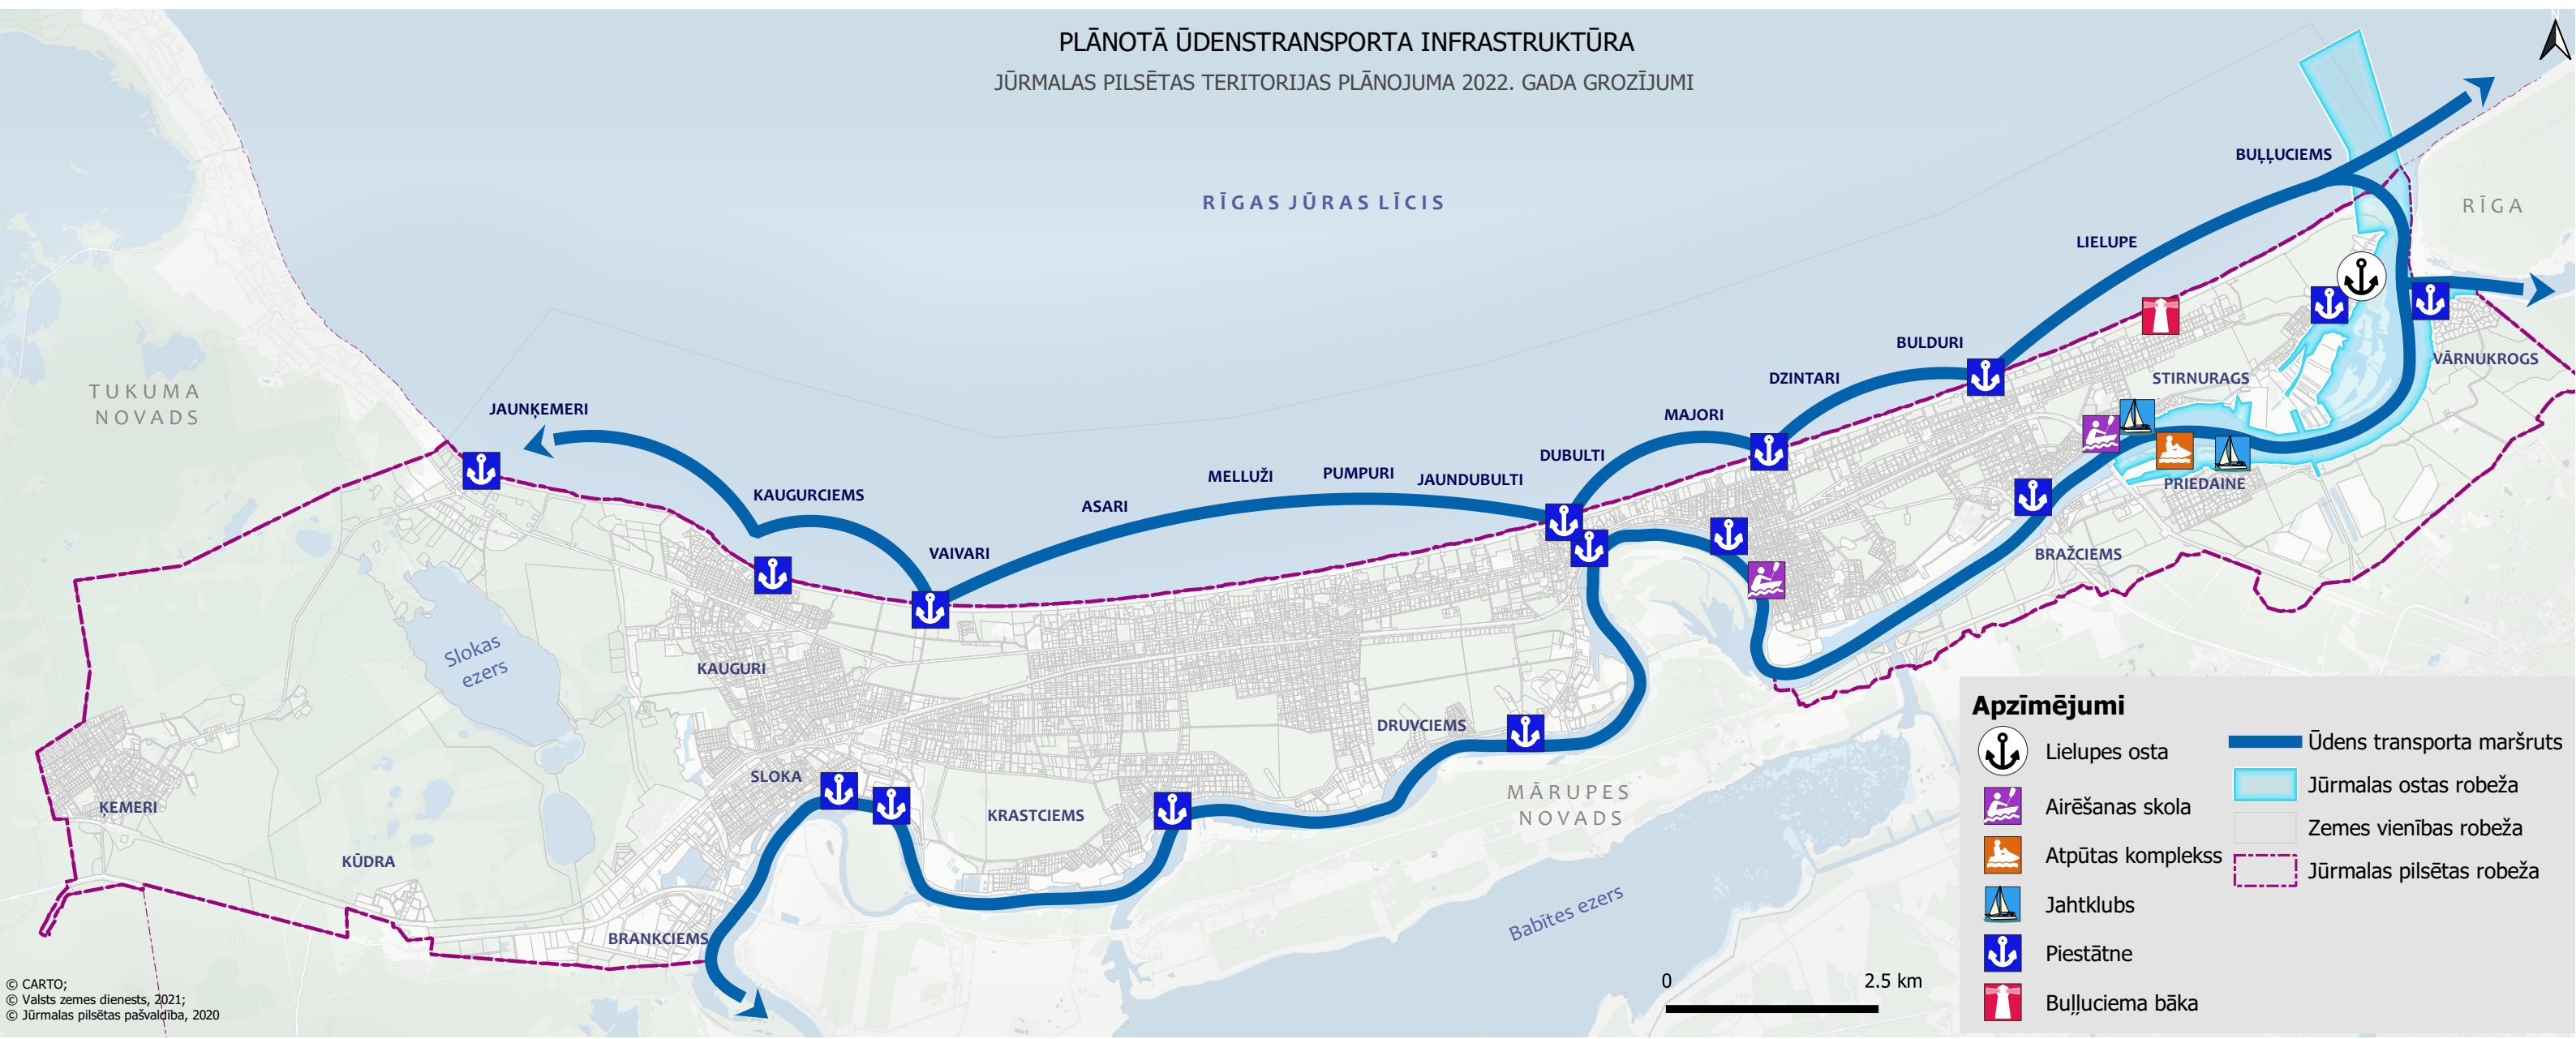 N
PLĀNOTĀ ŪDENSTRANSPORTA INFRASTRUKTŪRA
JŪRMALAS PILSĒTAS TERITORIJAS PLĀNOJUMA 2022. GADA GROZĪJUMI
BUĻĻUCIEMS
RĪGAS JŪRAS LĪCIS
RĪGA
LIELUPE
BULDURI
VĀRNUKROGS
DZINTARI
STIRNURAGS
TUKUMA
NOVADS
JAUNĶEMERI
MAJORI
DUBULTI
MELLUŽI
PUMPURI
JAUNDUBULTI
PRIEDAINE
KAUGURCIEMS
ASARI
VAIVARI
BRAŽCIEMS
Slokas
ezers
KAUGURI
DRUVCIEMS
SLOKA
MĀRUPES
NOVADS
ĶEMERI
KRASTCIEMS
KŪDRA
Babītes ezers
BRANKCIEMS
Apzīmējumi
Lielupes osta
Airēšanas skola
Atpūtas komplekss
Jahtklubs
Piestātne
Buļļuciema bāka
Ūdens transporta maršruts
Jūrmalas ostas robeža
Zemes vienības robeža
Jūrmalas pilsētas robeža
0 2.5 km
© CARTO;
© Valsts zemes dienests, 2021;
© Jūrmalas pilsētas pašvaldība, 2020